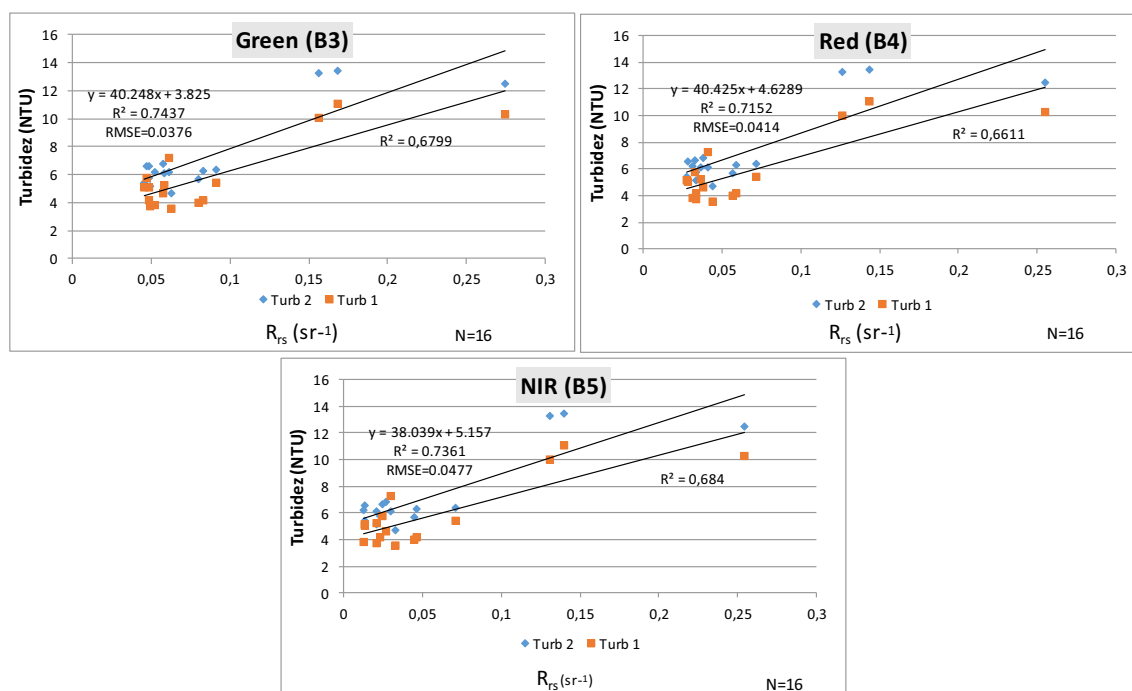 Green (B3)
Turbidez (NTU)
16
14
12
10
8
6
4
2
0
y = 40.248x + 3.825
R² = 0.7437
RMSE=0.0376
R² = 0,6799
0 0,05 0,1 0,15 0,2 0,25 0,3
Turb 2 Turb 1
Rrs (sr-1) N=16
Red (B4)
Turbidez (NTU)
16
14
12
10
8
6
4
2
0
y = 40.425x + 4.6289
R² = 0.7152
RMSE=0.0414
R² = 0,6611
0 0,05 0,1 0,15 0,2 0,25 0,3
Turb 2 Turb 1
Rrs (sr-1) N=16
NIR (B5)
Turbidez (NTU)
16
14
12
10
8
6
4
2
0
y = 38.039x + 5.157
R² = 0.7361
RMSE=0.0477
R² = 0,684
0 0,05 0,1 0,15 0,2 0,25 0,3
Turb 2 Turb 1
Rrs (sr-1) N=16